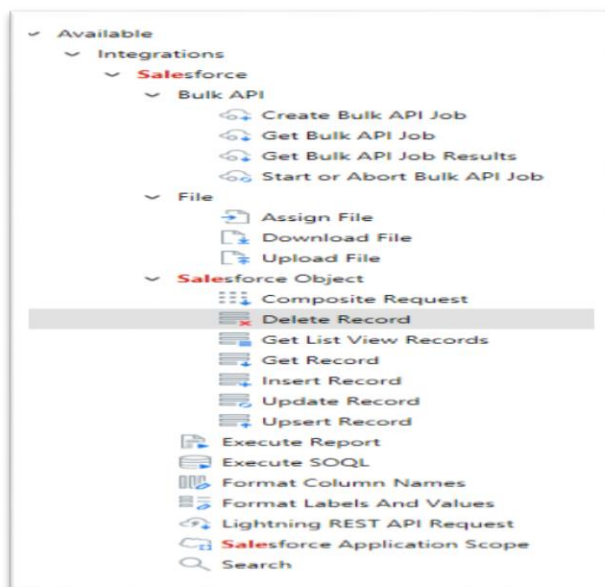 Available
Integrations
Salesforce
Bulk API
Create Bulk API Job
Get Bulk API Job
Get Bulk API Job Results
Start or Abort Bulk API Job
File
Assign File
Download File
Upload File
Salesforce Object
Composite Request
Delete Record
Get List View Records
Get Record
Insert Record
Update Record
Upsert Record
Execute Report
Execute SOQL
Format Column Names
Format Labels And Values
Lightning REST API Request
Salesforce Application Scope
Search